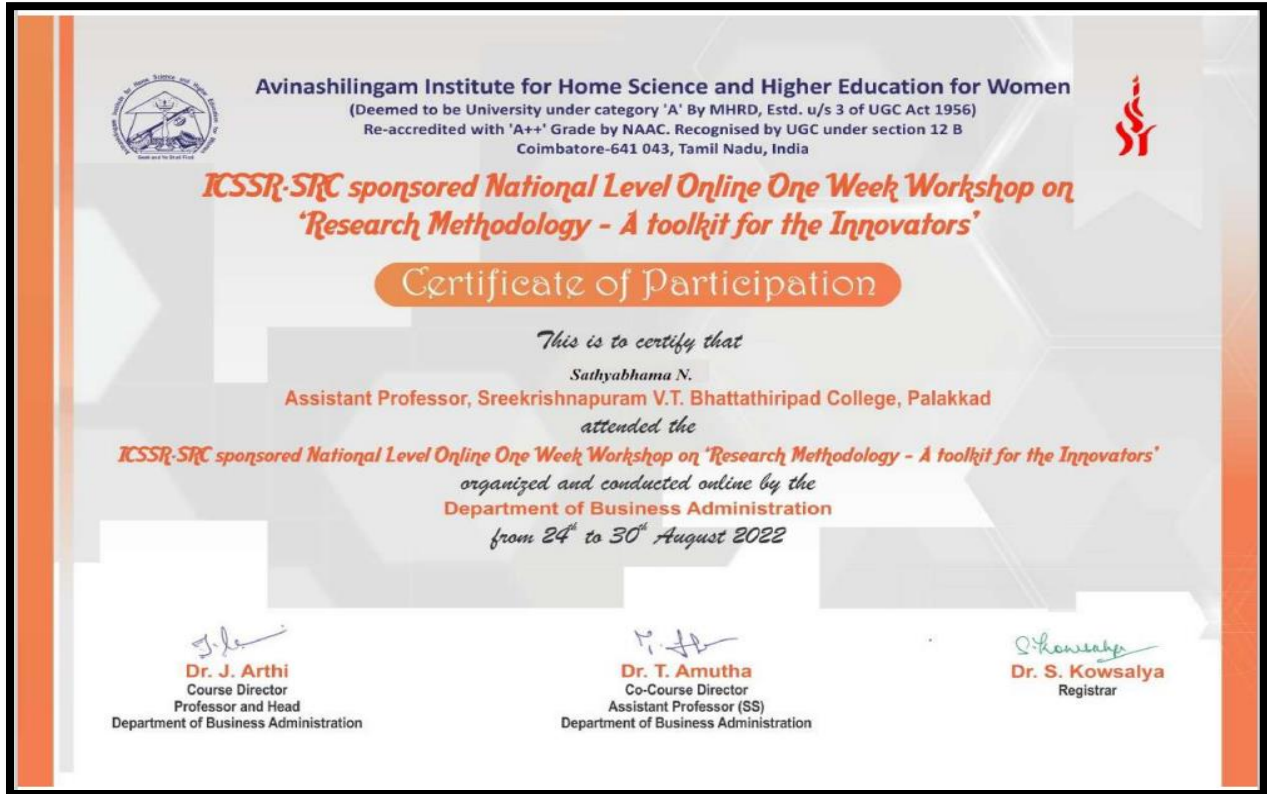 Avinashilingam Institute for Home Science and Higher Education for Women
(Deemed to be University under category 'A' By MHRD, Estd. u/s 3 of UGC Act 1956)
Re-accredited with 'A++' Grade by NAAC. Recognised by UGC under section 12 B
Coimbatore-641 043, Tamil Nadu, India
ICSSR-SRC sponsored National Level Online One Week Workshop on
‘Research Methodology - A toolkit for the Innovators’
Certificate of Participation
This is to certify that
Sathyabhama N.
Assistant Professor, Sreekrishnapuram V.T. Bhattathiripad College, Palakkad
attended the
ICSSR-SRC sponsored National Level Online One Week Workshop on ‘Research Methodology - A toolkit for the Innovators’
organized and conducted online by the
Department of Business Administration
from 24th to 30th August 2022
S. Kowsalya
Dr. J. Arthi
Course Director
Professor and Head
Department of Business Administration
Dr. T. Amutha
Co-Course Director
Assistant Professor (SS)
Department of Business Administration
Dr. S. Kowsalya
Registrar